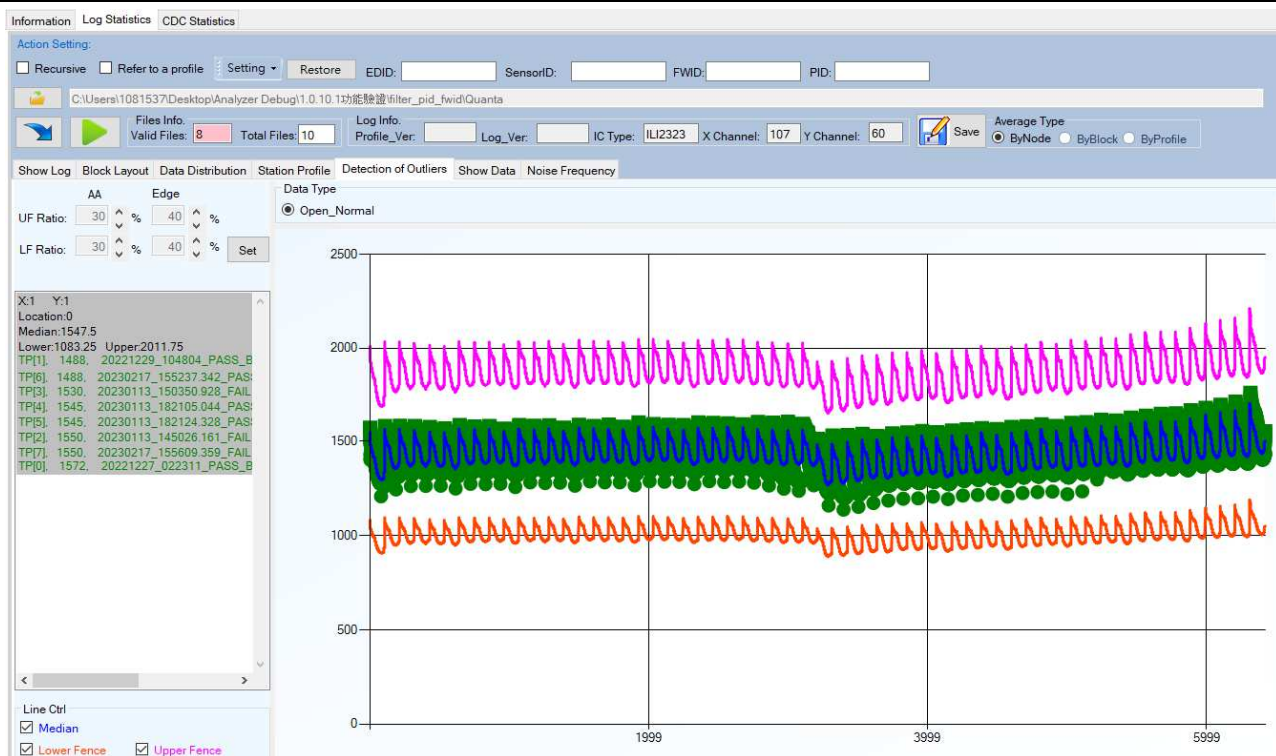 Information Log Statistics CDC Statistics
Action Setting:
Recursive Refer to a profile Setting Restore EDID: SensorID: FWID: PID:
C:\Users\1081537\Desktop\Analyzer Debug\1.0.10.1功能驗證\filter_pid_fwid\Quanta
Files Info. Log Info. Average Type
Valid Files: 8 Total Files: 10 Profile_Ver: Log_Ver: IC Type: ILI2323 X Channel: 107 Y Channel: 60 Save ByNode ByBlock ByProfile
Show Log Block Layout Data Distribution Station Profile Detection of Outliers Show Data Noise Frequency
AA Edge
UF Ratio: 30 % 40 %
LF Ratio: 30 % 40 % Set
Data Type
Open_Normal
X:1 Y:1
Location:0
Median:1547.5
Lower:1083.25 Upper:2011.75
TP[1], 1488, 20221229_104804_PASS_B
TP[6], 1488, 20230217_155237.342_PAS
TP[3], 1530, 20230113_150350.928_FAIL
TP[4], 1545, 20230113_182105.044_PAS
TP[5], 1545, 20230113_182124.328_PAS
TP[2], 1550, 20230113_145026.161_FAIL
TP[7], 1550, 20230217_155609.359_FAIL
TP[0], 1572, 20221227_022311_PASS_B
2500
2000
1500
1000
500
0
1999 3999 5999
Line Ctrl
Median
Lower Fence Upper Fence